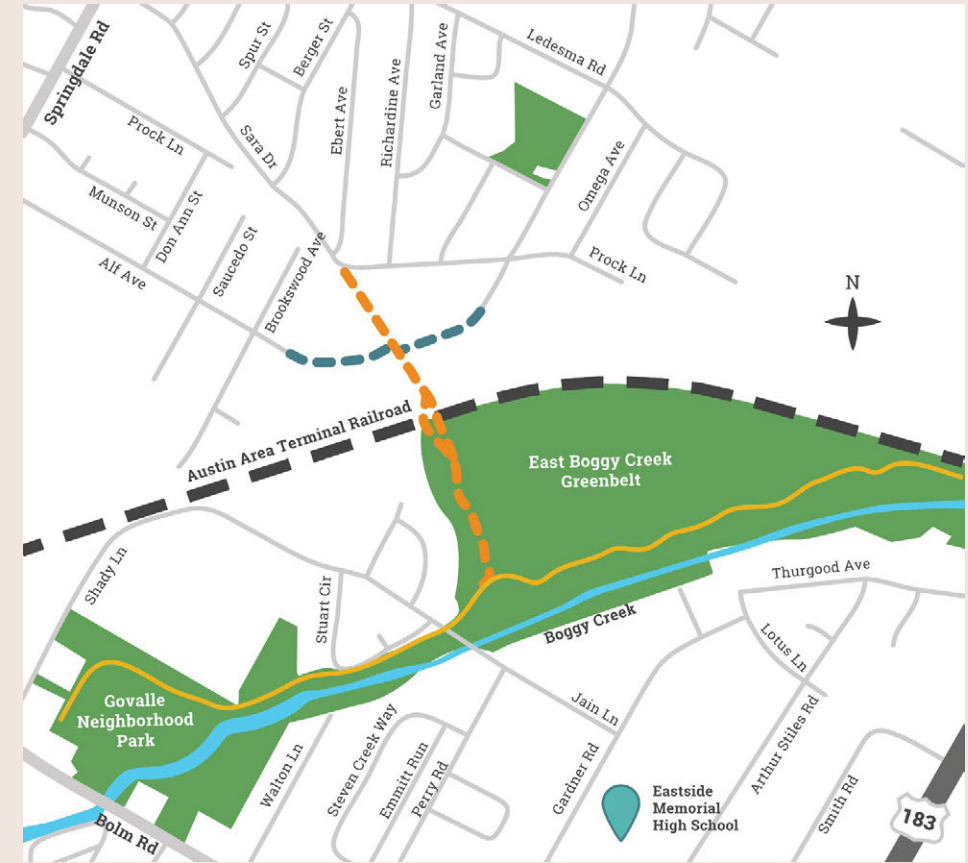 Springdale Rd
Spur St
Berger St
Ebert Ave
Richardine Ave
Garland Ave
Ledesma Rd
Prock Ln
Sara Dr
Omega Ave
Munson St
Don Ann St
Saucedo St
Brookswood Ave
Alf Ave
Prock Ln
N
Austin Area Terminal Railroad
East Boggy Creek
Greenbelt
Shady Ln
Stuart Cir
Thurgood Ave
Boggy Creek
Lotus Ln
Govalle
Neighborhood
Park
Jain Ln
Walton Ln
Steven Creek Way
Emmitt Run
Perry Rd
Gardner Rd
Arthur Stiles Rd
Smith Rd
Eastside
Memorial
High School
183
Bolm Rd